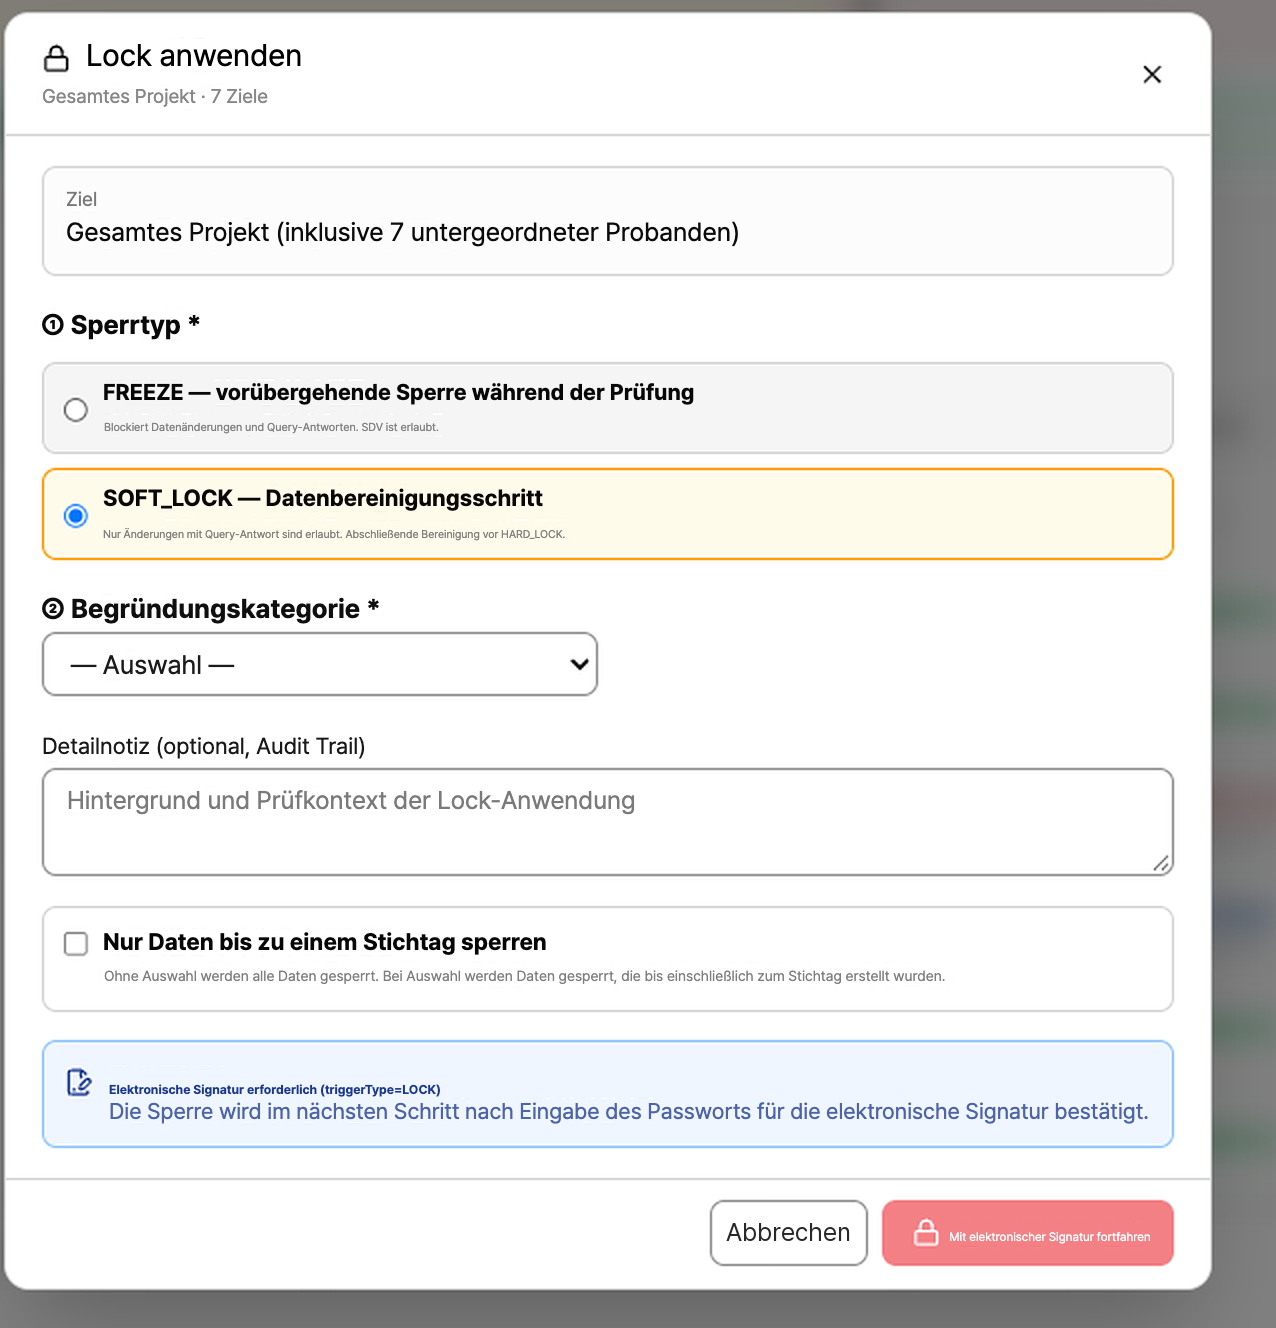 Lock anwenden
Gesamtes Projekt · 7 Ziele
Ziel
Gesamtes Projekt (inklusive 7 untergeordneter Probanden)
① Sperrtyp *
FREEZE — vorübergehende Sperre während der Prüfung
Blockiert Datenänderungen und Query-Antworten. SDV ist erlaubt.
SOFT_LOCK — Datenbereinigungsschritt
Nur Änderungen mit Query-Antwort sind erlaubt. Abschließende Bereinigung vor HARD_LOCK.
② Begründungskategorie *
— Auswahl —
Detailnotiz (optional, Audit Trail)
Hintergrund und Prüfkontext der Lock-Anwendung
Nur Daten bis zu einem Stichtag sperren
Ohne Auswahl werden alle Daten gesperrt. Bei Auswahl werden Daten gesperrt, die bis einschließlich zum Stichtag erstellt wurden.
Elektronische Signatur erforderlich (triggerType=LOCK)
Die Sperre wird im nächsten Schritt nach Eingabe des Passworts für die elektronische Signatur bestätigt.
Abbrechen
Mit elektronischer Signatur fortfahren